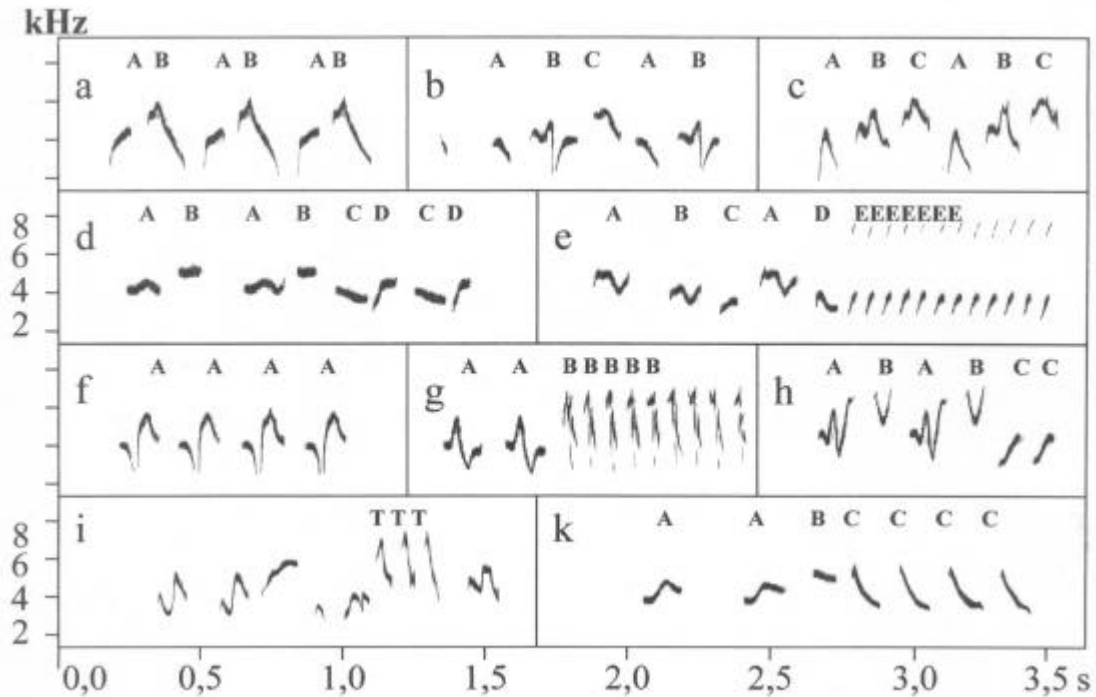 kHz
A B A B A B
A B C A B
A B C A B C
a
b
c
A B A B C D C D
A B C A D EEEEEEE
8
6
4
2
d
e
A A A A
A A B B B B B
A B A B C C
f
g
h
T T T
A A B C C C C
8
6
4
2
i
k
0,0 0,5 1,0 1,5 2,0 2,5 3,0 3,5 s